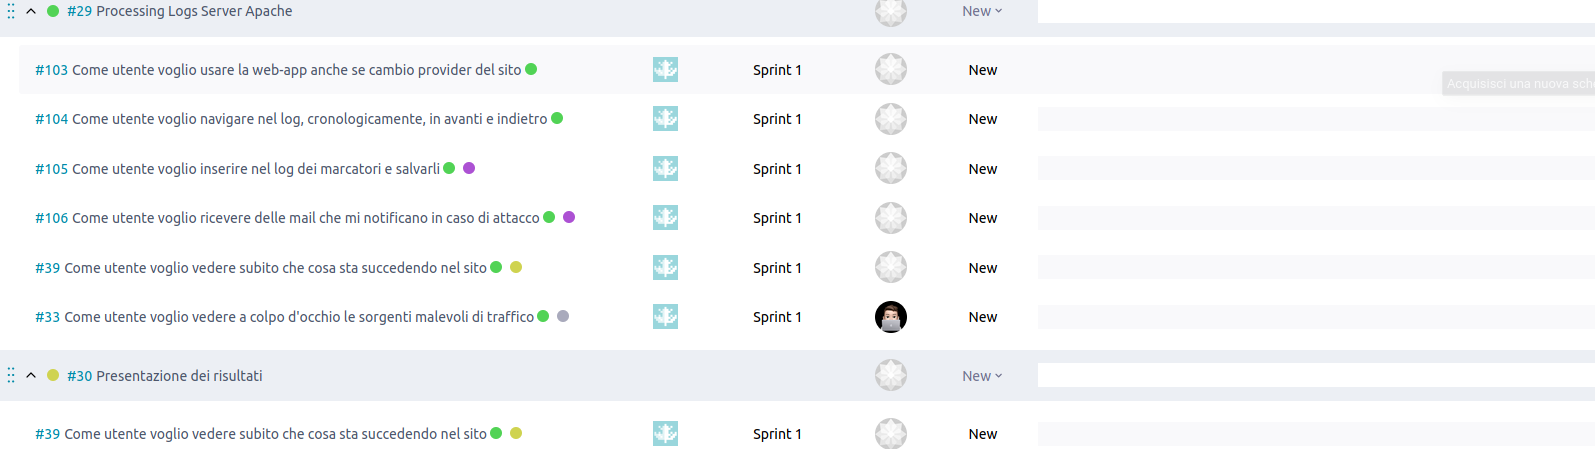 #29 Processing Logs Server Apache New
#103 Come utente voglio usare la web-app anche se cambio provider del sito Sprint 1 New
Acquisisci una nuova sch
#104 Come utente voglio navigare nel log, cronologicamente, in avanti e indietro Sprint 1 New
#105 Come utente voglio inserire nel log dei marcatori e salvarli Sprint 1 New
#106 Come utente voglio ricevere delle mail che mi notificano in caso di attacco Sprint 1 New
#39 Come utente voglio vedere subito che cosa sta succedendo nel sito Sprint 1 New
#33 Come utente voglio vedere a colpo d'occhio le sorgenti malevoli di traffico Sprint 1 New
#30 Presentazione dei risultati New
#39 Come utente voglio vedere subito che cosa sta succedendo nel sito Sprint 1 New